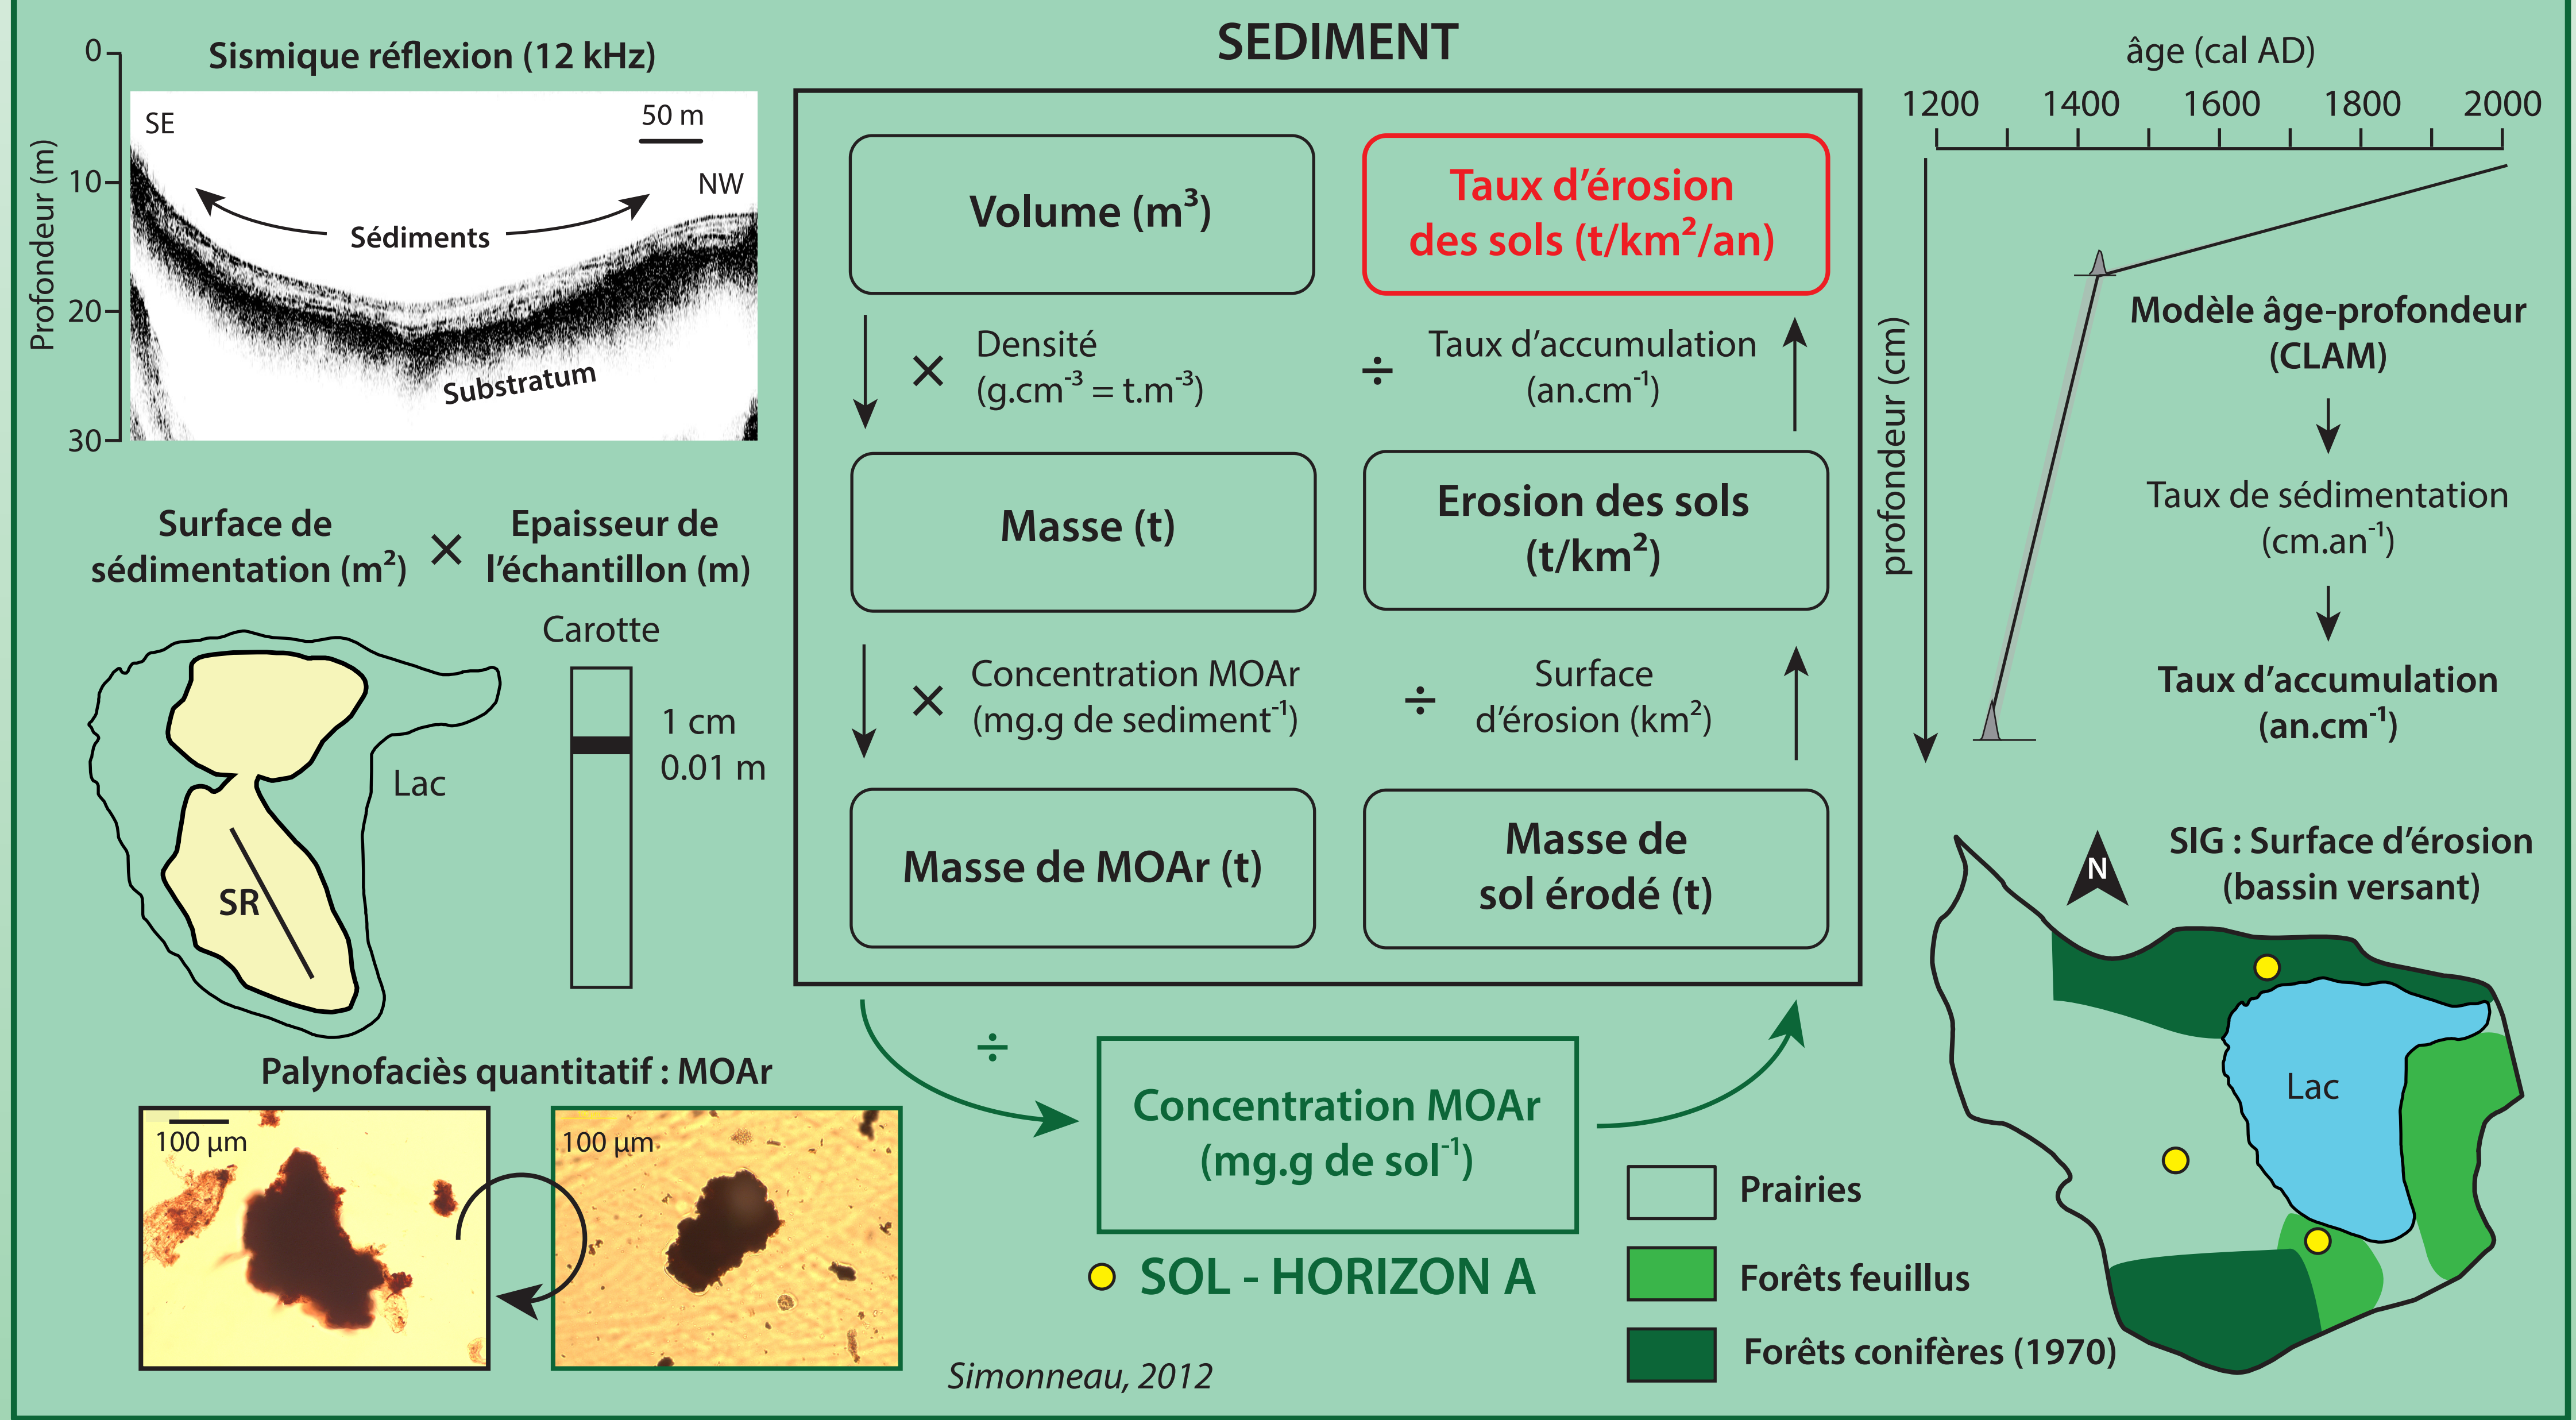 SEDIMENT
Sismique réflexion (12 kHz)
0
10
20
30
Profondeur (m)
SE
50 m
NW
Sédiments
Substratum
Surface de
sédimentation (m²)
×
Epaisseur de
l'échantillon (m)
Carotte
1 cm
0.01 m
Lac
SR
Palynofaciès quantitatif : MOAr
100 µm
100 µm
Volume (m³)
× Densité
(g.cm⁻³ = t.m⁻³)
Masse (t)
× Concentration MOAr
(mg.g de sediment⁻¹)
Masse de MOAr (t)
÷
Concentration MOAr
(mg.g de sol⁻¹)
SOL - HORIZON A
Masse de
sol érodé (t)
÷ Surface
d'érosion (km²)
Erosion des sols
(t/km²)
÷ Taux d'accumulation
(an.cm⁻¹)
Taux d'érosion
des sols (t/km²/an)
âge (cal AD)
1200 1400 1600 1800 2000
profondeur (cm)
Modèle âge-profondeur
(CLAM)
Taux de sédimentation
(cm.an⁻¹)
Taux d'accumulation
(an.cm⁻¹)
N
SIG : Surface d'érosion
(bassin versant)
Lac
Prairies
Forêts feuillus
Forêts conifères (1970)
Simonneau, 2012